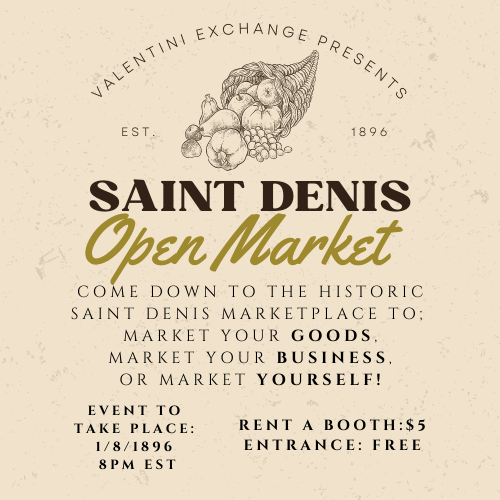 VALENTINI EXCHANGE PRESENTS
EST. 1896
SAINT DENIS
Open Market
COME DOWN TO THE HISTORIC
SAINT DENIS MARKETPLACE TO;
MARKET YOUR GOODS,
MARKET YOUR BUSINESS,
OR MARKET YOURSELF!
EVENT TO
TAKE PLACE:
1/8/1896
8PM EST
RENT A BOOTH:$5
ENTRANCE: FREE